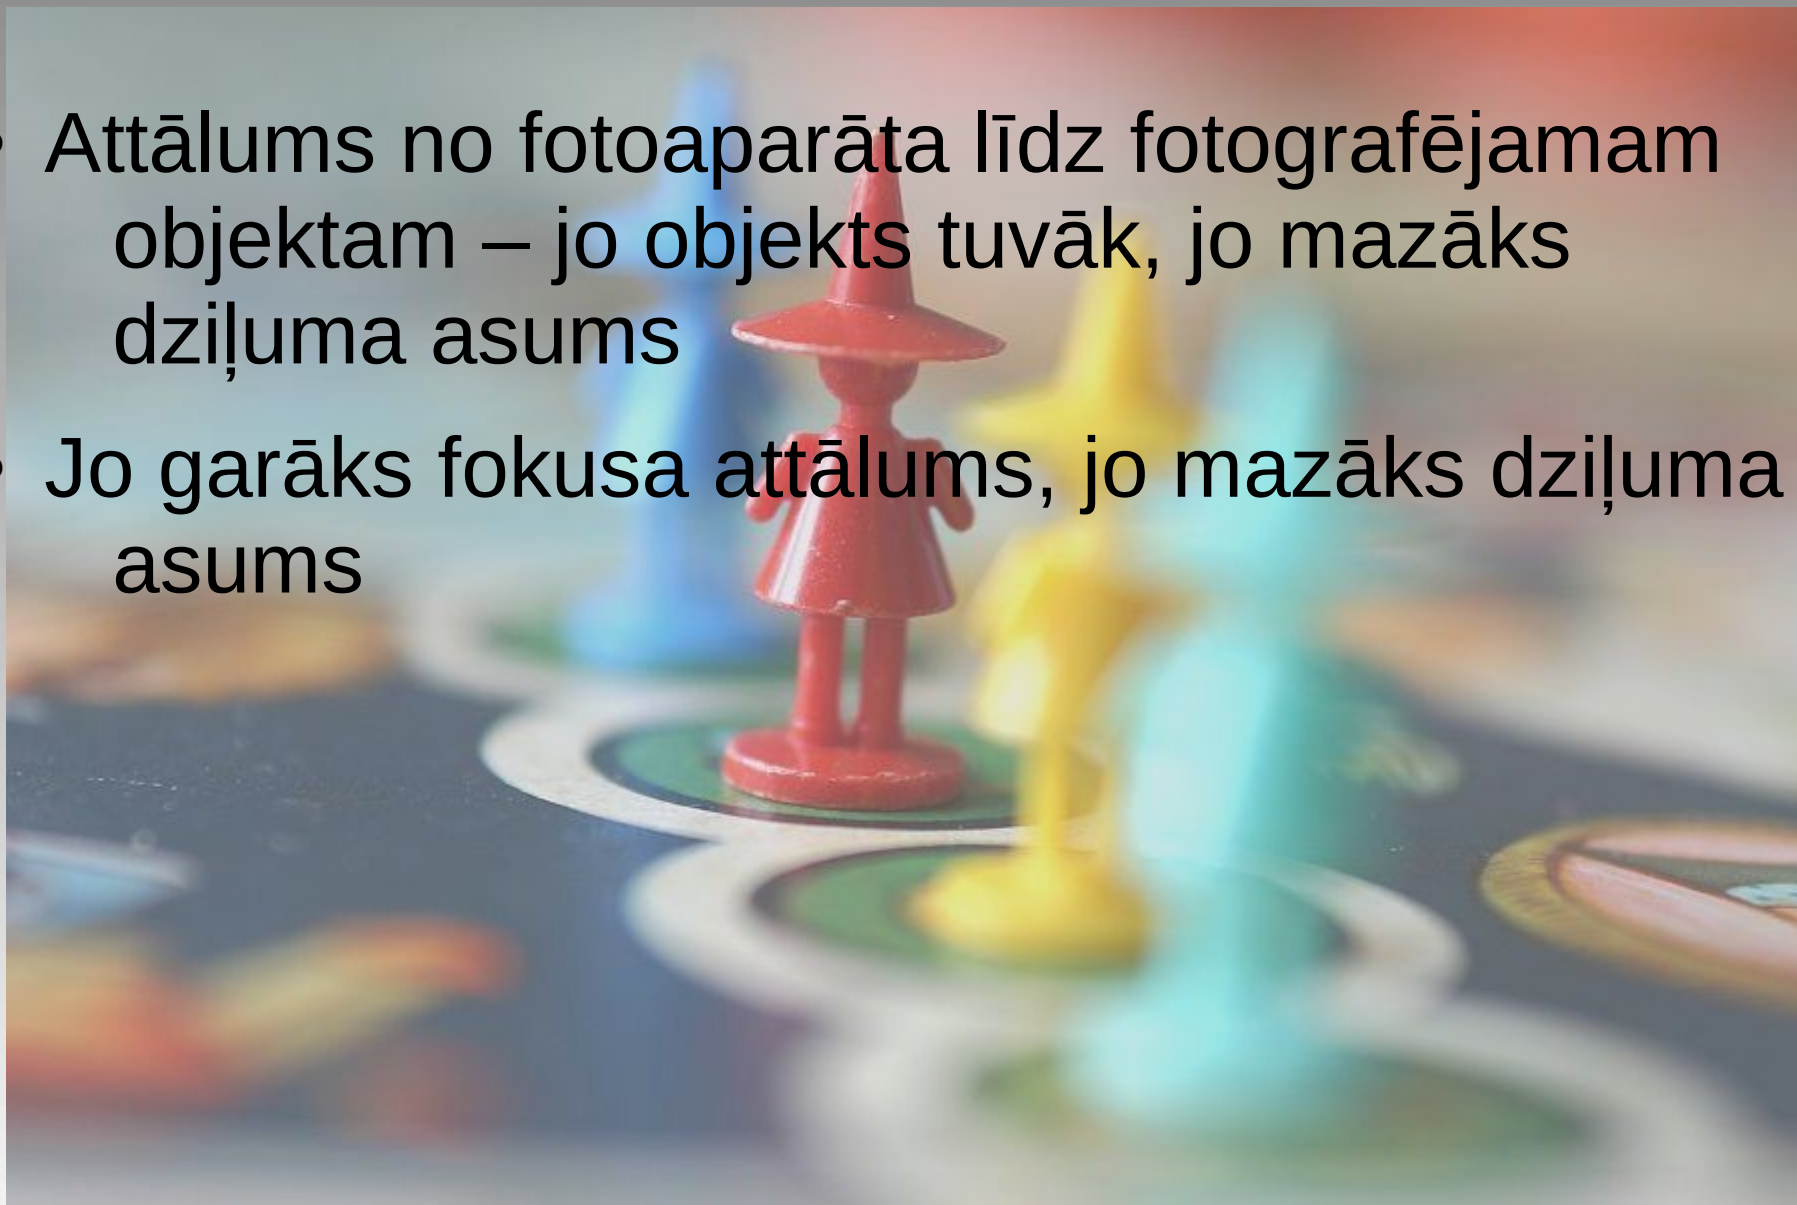 • Attālums no fotoaparāta līdz fotografējamam
objektam – jo objekts tuvāk, jo mazāks
dziļuma asums
• Jo garāks fokusa attālums, jo mazāks dziļuma
asums